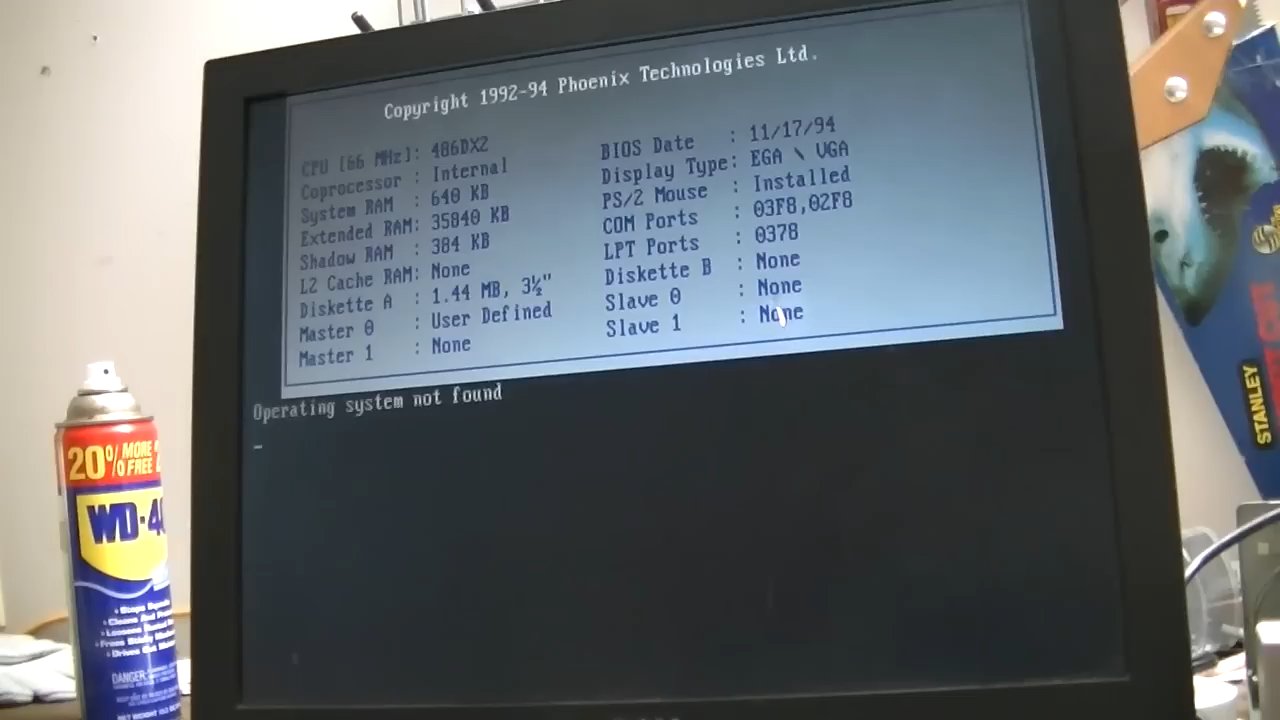 Copyright 1992-94 Phoenix Technologies Ltd.
CPU [66 MHz]: 486DX2
Coprocessor : Internal
System RAM : 640 KB
Extended RAM: 35840 KB
Shadow RAM : 384 KB
L2 Cache RAM: None
Diskette A : 1.44 MB, 3½"
Master 0 : User Defined
Master 1 : None
BIOS Date : 11/17/94
Display Type: EGA \ VGA
PS/2 Mouse : Installed
COM Ports : 03F8,02F8
LPT Ports : 0378
Diskette B : None
Slave 0 : None
Slave 1 : None
Operating system not found
_
20% MORE FREE
WD-4
DANGER
STANLEY